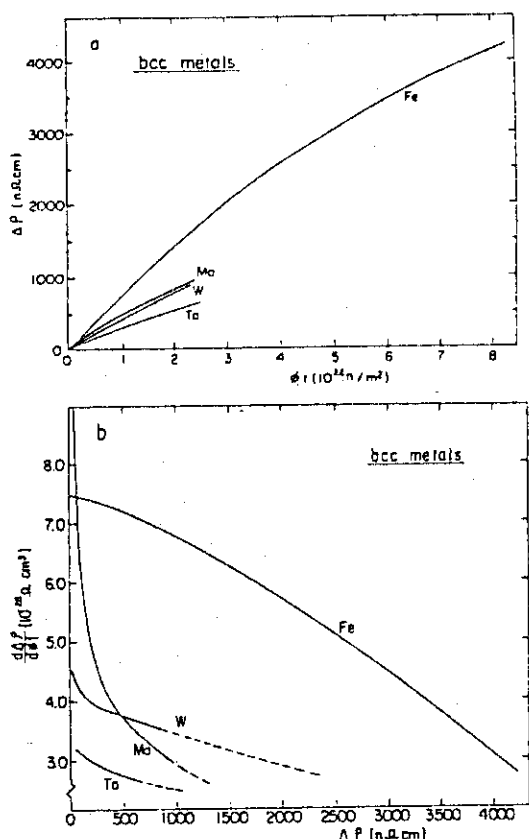 a
bcc metals
4000
3000
2000
1000
0
Δρ (nΩcm)
Fe
Mo
W
Ta
0 1 2 3 4 5 6 7 8
b
bcc metals
8.0
7.0
6.0
5.0
4.0
3.0
Fe
W
Mo
Ta
0 500 1000 1500 2000 2500 3000 3500 4000
Δρ (nΩcm)